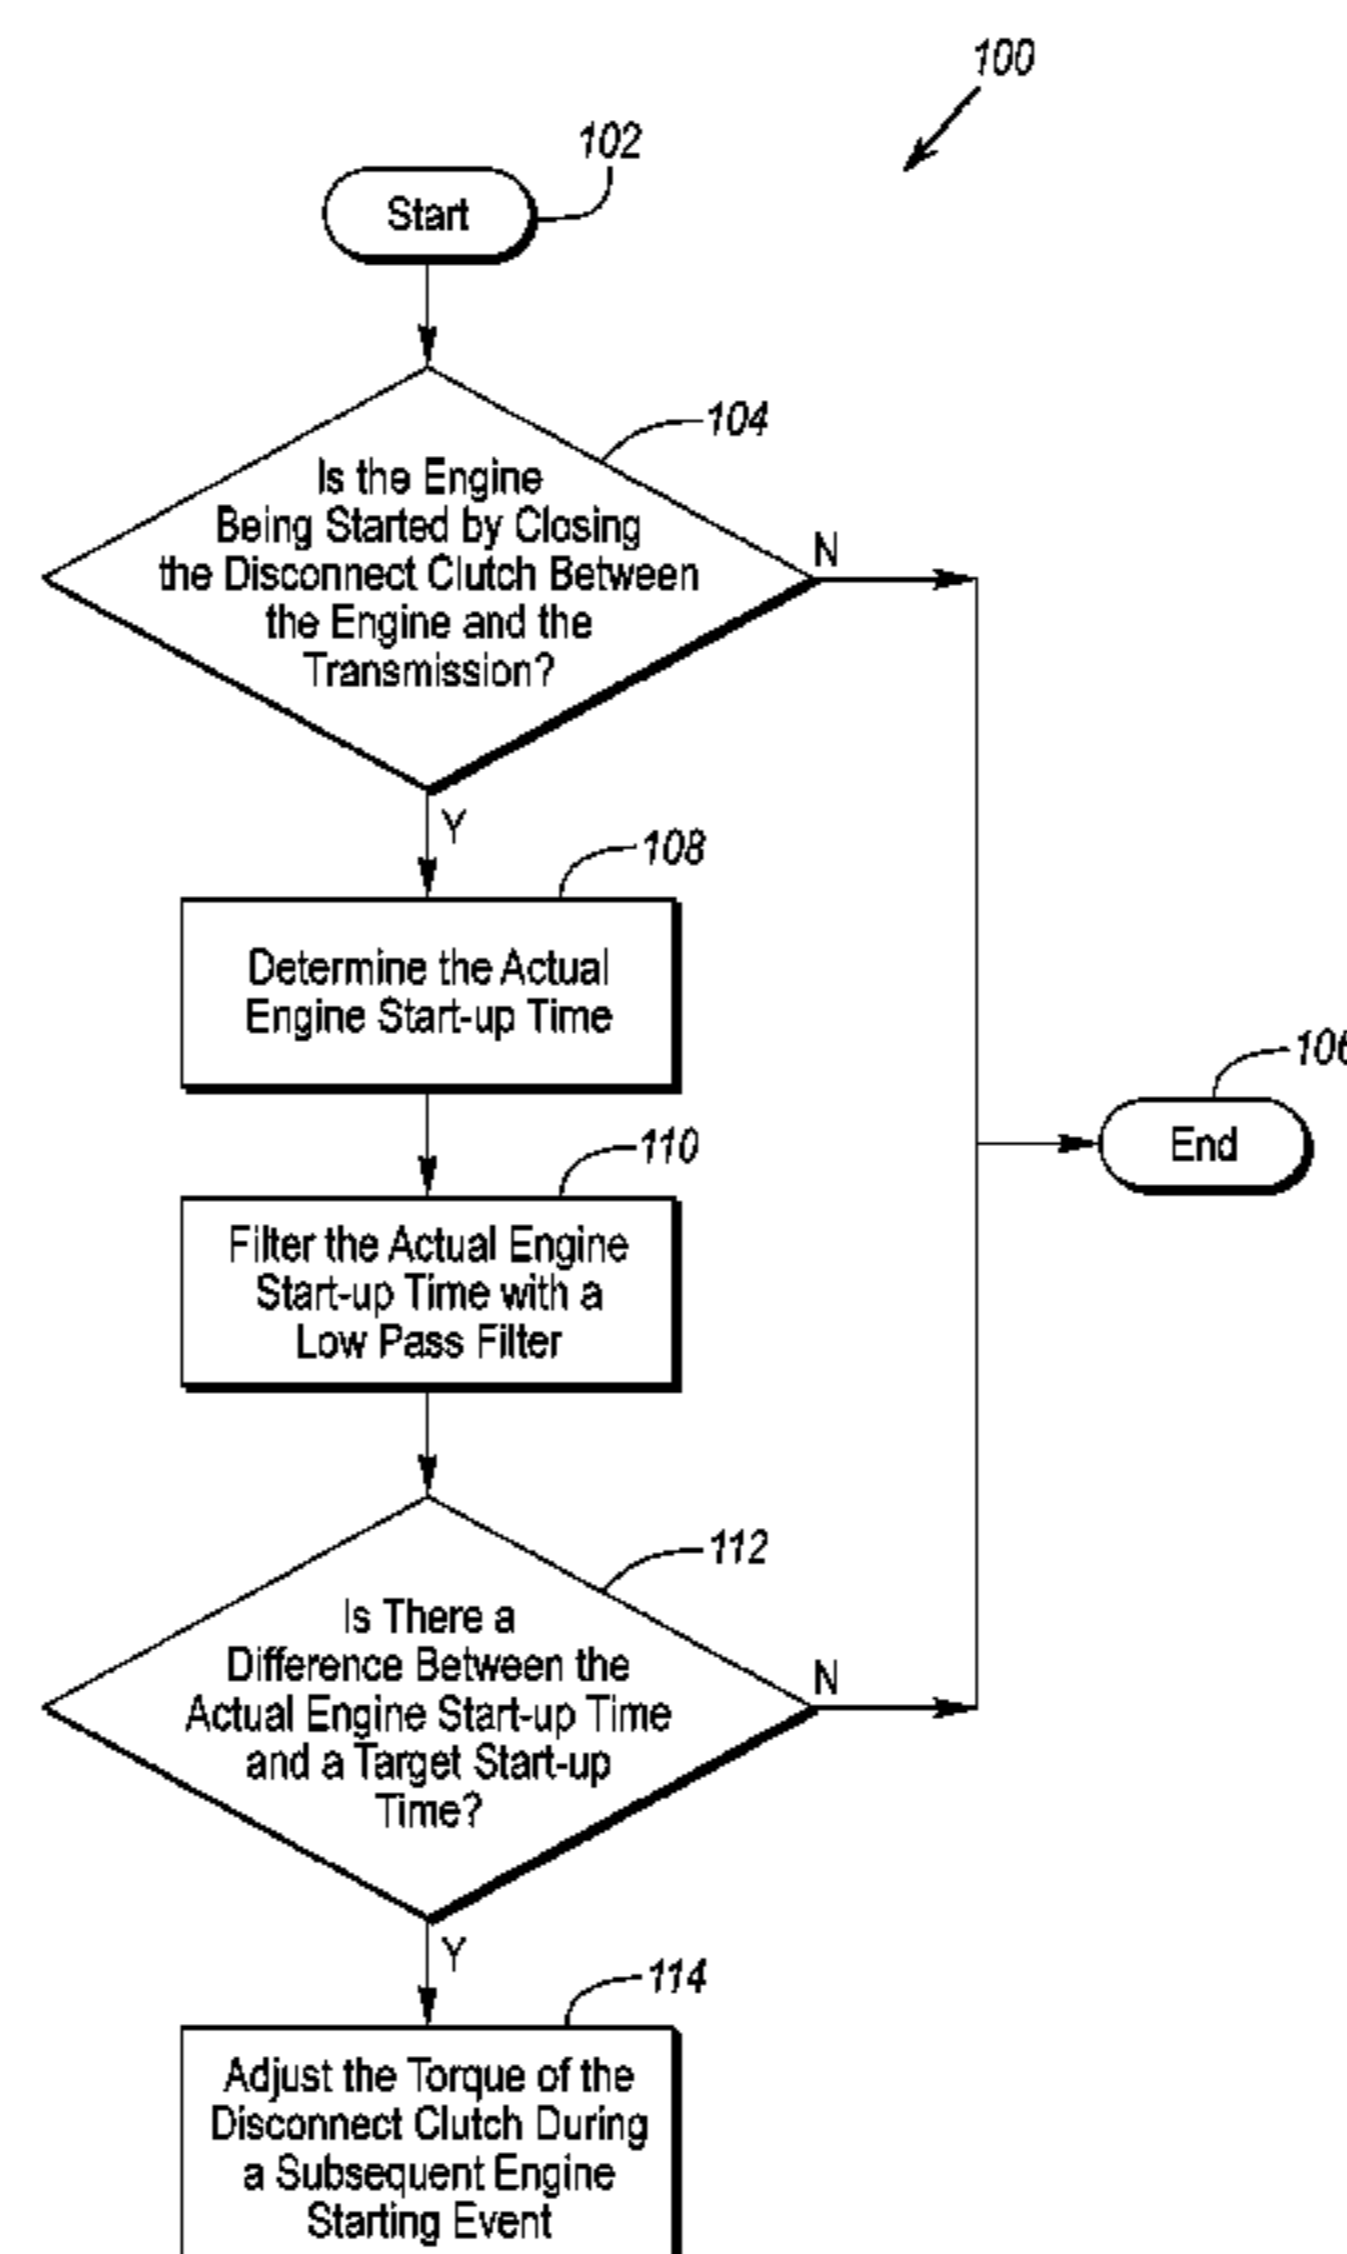 100
102
Start
104
Is the Engine
Being Started by Closing
the Disconnect Clutch Between
the Engine and the
Transmission?
N
Y
108
Determine the Actual
Engine Start-up Time
106
End
110
Filter the Actual Engine
Start-up Time with a
Low Pass Filter
112
Is There a
Difference Between the
Actual Engine Start-up Time
and a Target Start-up
Time?
N
Y
114
Adjust the Torque of the
Disconnect Clutch During
a Subsequent Engine
Starting Event